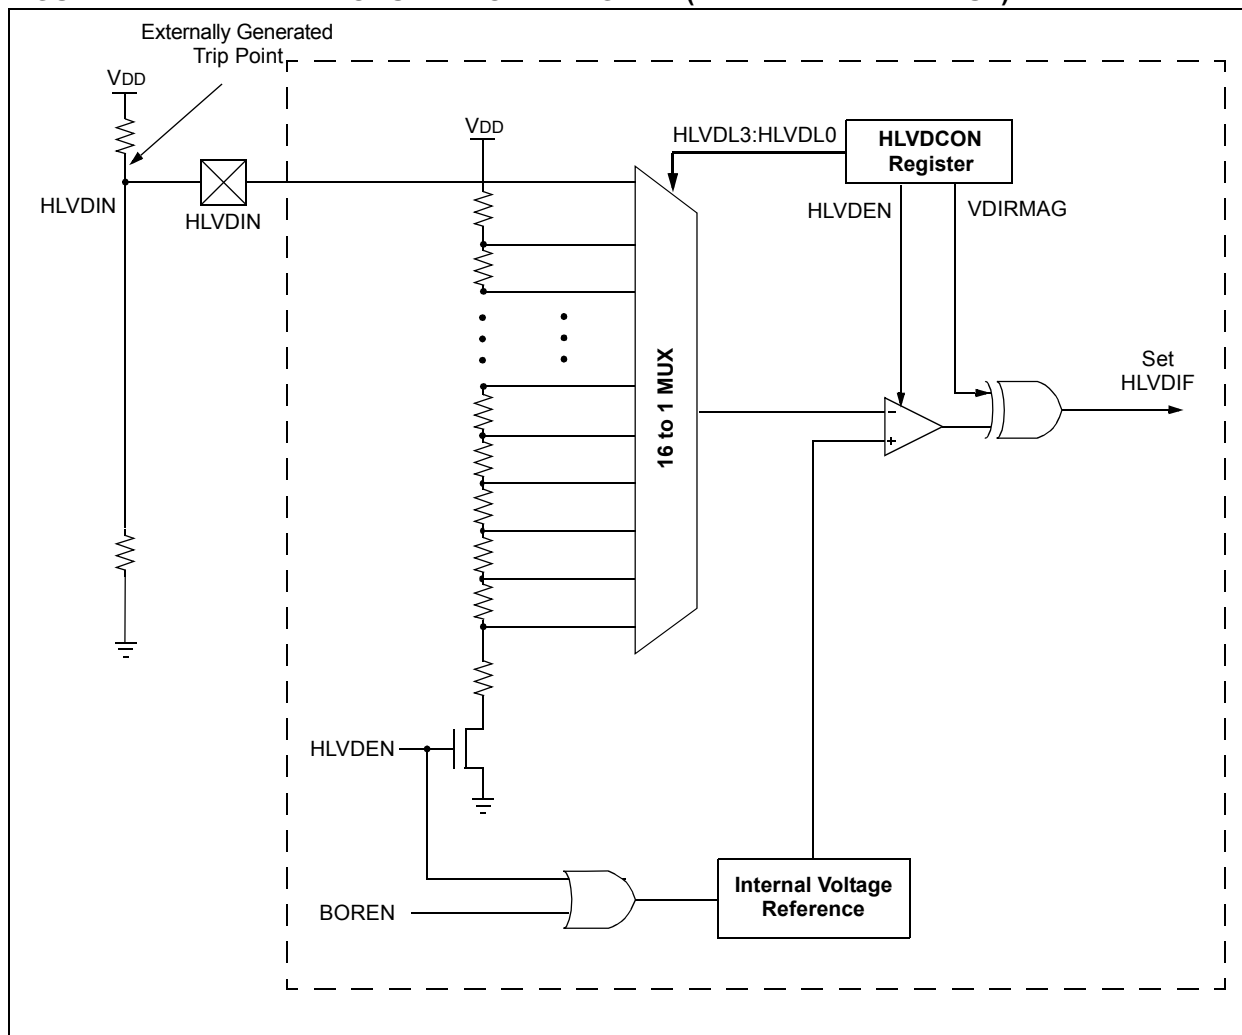 Externally Generated
Trip Point
VDD
VDD
HLVDL3:HLVDL0
HLVDCON
Register
HLVDIN
HLVDIN
HLVDEN
VDIRMAG
16 to 1 MUX
Set
HLVDIF
-
+
HLVDEN
BOREN
Internal Voltage
Reference